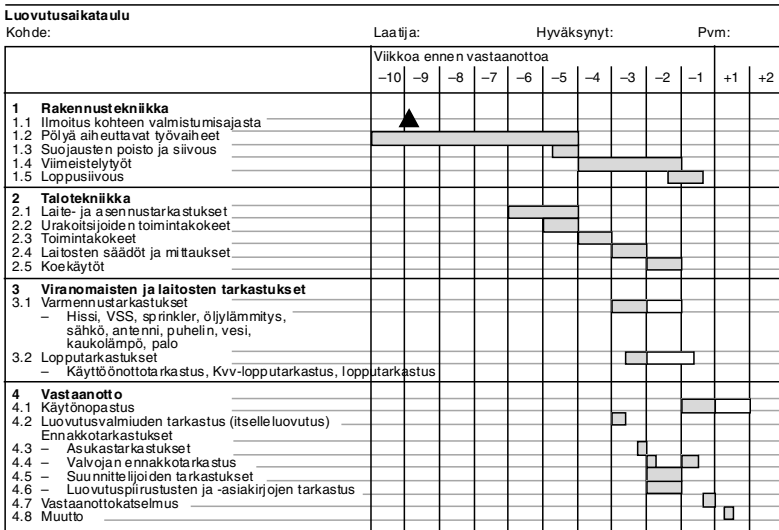 Luovutusaikataulu
Kohde: Laatija: Hyväksynyt: Pvm:
Viikkoa ennen vastaanottoa
–10 –9 –8 –7 –6 –5 –4 –3 –2 –1 +1 +2
1 Rakennustekniikka
1.1 Ilmoitus kohteen valmistumisajasta
1.2 Pölyä aiheuttavat työvaiheet
1.3 Suojausten poisto ja siivous
1.4 Viimeistelytyöt
1.5 Loppusiivous
2 Talotekniikka
2.1 Laite- ja asennustarkastukset
2.2 Urakoitsijoiden toimintakokeet
2.3 Toimintakokeet
2.4 Laitosten säädöt ja mittaukset
2.5 Koekäytöt
3 Viranomaisten ja laitosten tarkastukset
3.1 Varmennustarkastukset
– Hissi, VSS, sprinkler, öljylämmitys,
sähkö, antenni, puhelin, vesi,
kaukolämpö, palo
3.2 Lopputarkastukset
– Käyttöönottotarkastus, Kvv-lopputarkastus, lopputarkastus
4 Vastaanotto
4.1 Käytönopastus
4.2 Luovutusvalmiuden tarkastus (itselleluovutus)
Ennakkotarkastukset
4.3 – Asukastarkastukset
4.4 – Valvojan ennakkotarkastus
4.5 – Suunnittelijoiden tarkastukset
4.6 – Luovutuspiirustusten ja -asiakirjojen tarkastus
4.7 Vastaanottokatselmus
4.8 Muutto